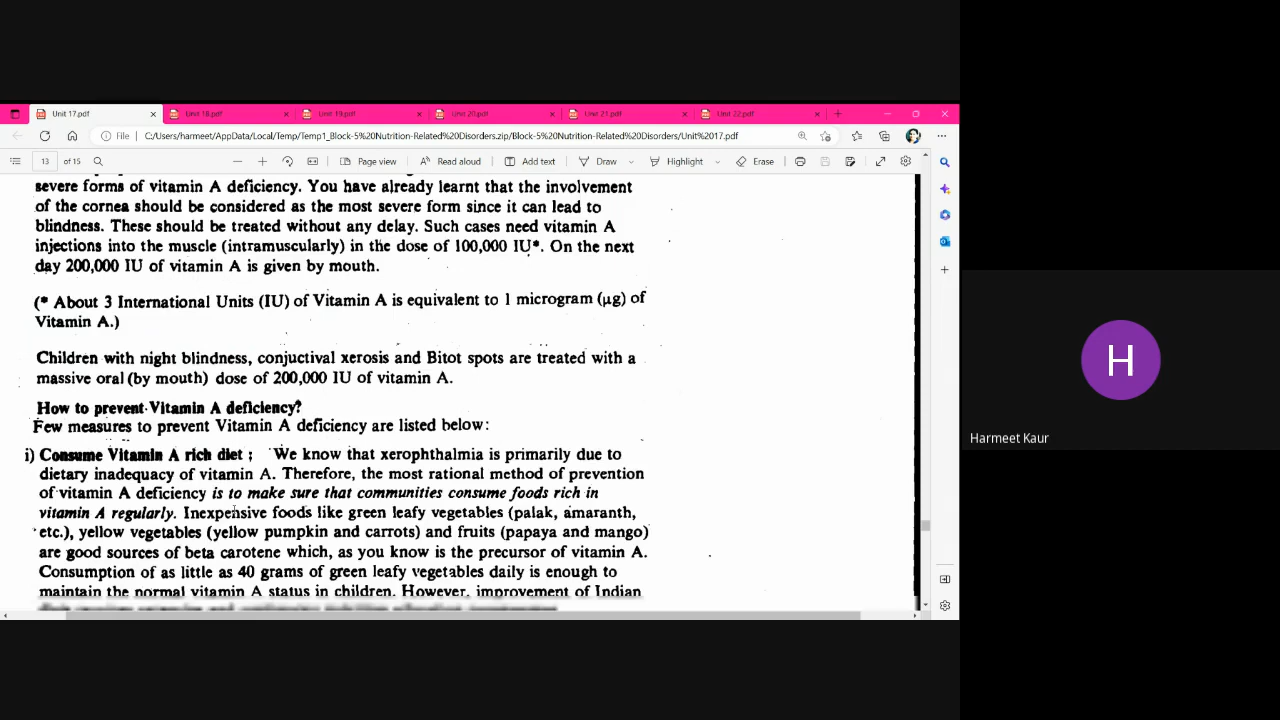 Unit 17.pdf
Unit 18.pdf
Unit 19.pdf
Unit 20.pdf
Unit 21.pdf
Unit 22.pdf
File
C:/Users/harmeet/AppData/Local/Temp/Temp1_Block-5%20Nutrition-Related%20Disorders.zip/Block-5%20Nutrition-Related%20Disorders/Unit%2017.pdf
13 of 15
Page view
Read aloud
Add text
Draw
Highlight
Erase
severe forms of vitamin A deficiency. You have already learnt that the involvement
of the cornea should be considered as the most severe form since it can lead to
blindness. These should be treated without any delay. Such cases need vitamin A
injections into the muscle (intramuscularly) in the dose of 100,000 IU*. On the next
day 200,000 IU of vitamin A is given by mouth.
(* About 3 International Units (IU) of Vitamin A is equivalent to 1 microgram (µg) of
Vitamin A.)
Children with night blindness, conjuctival xerosis and Bitot spots are treated with a
massive oral (by mouth) dose of 200,000 IU of vitamin A.
How to prevent Vitamin A deficiency?
Few measures to prevent Vitamin A deficiency are listed below:
i) Consume Vitamin A rich diet ; We know that xerophthalmia is primarily due to
dietary inadequacy of vitamin A. Therefore, the most rational method of prevention
of vitamin A deficiency is to make sure that communities consume foods rich in
vitamin A regularly. Inexpensive foods like green leafy vegetables (palak, amaranth,
etc.), yellow vegetables (yellow pumpkin and carrots) and fruits (papaya and mango)
are good sources of beta carotene which, as you know is the precursor of vitamin A.
Consumption of as little as 40 grams of green leafy vegetables daily is enough to
maintain the normal vitamin A status in children. However, improvement of Indian
H
Harmeet Kaur